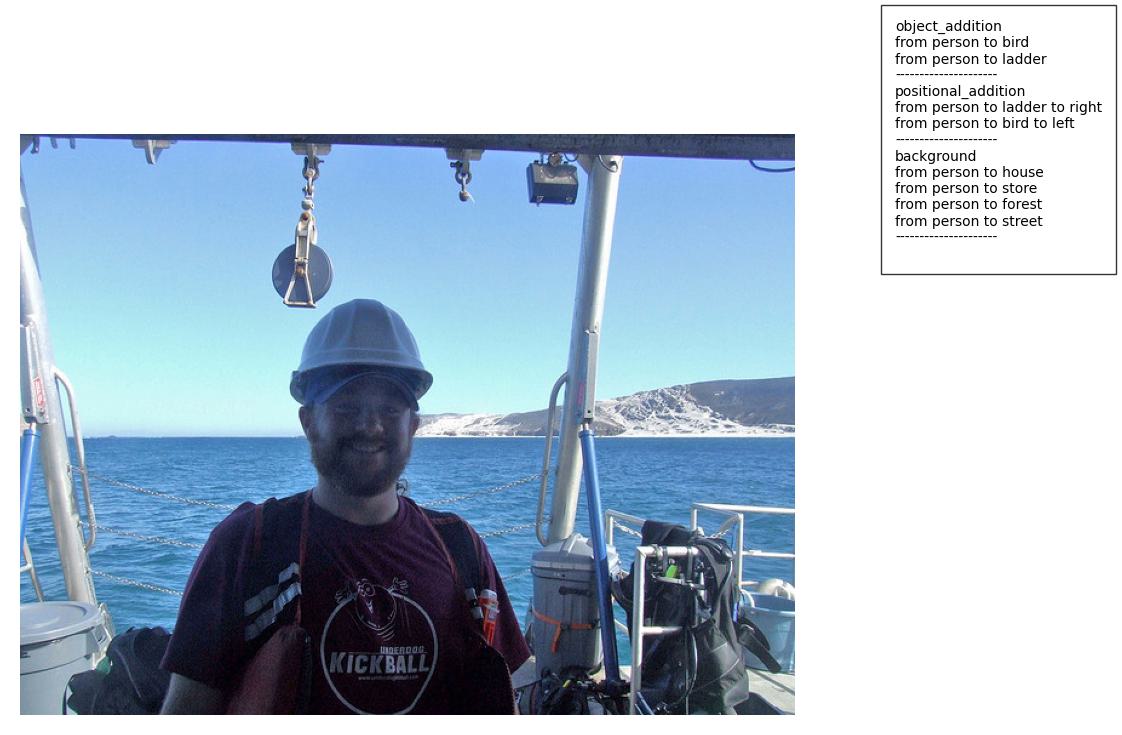 object_addition
from person to bird
from person to ladder
---------------------
positional_addition
from person to ladder to right
from person to bird to left
---------------------
background
from person to house
from person to store
from person to forest
from person to street
---------------------
UNDERDOG
KICKBALL